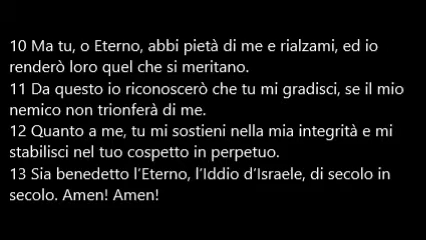 10 Ma tu, o Eterno, abbi pietà di me e rialzami, ed io
renderò loro quel che si meritano.
11 Da questo io riconoscerò che tu mi gradisci, se il mio
nemico non trionferà di me.
12 Quanto a me, tu mi sostieni nella mia integrità e mi
stabilisci nel tuo cospetto in perpetuo.
13 Sia benedetto l’Eterno, l’Iddio d’Israele, di secolo in
secolo. Amen! Amen!